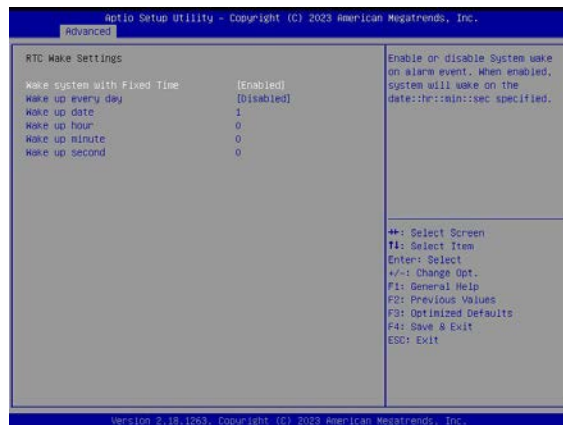 Aptio Setup Utility – Copyright (C) 2023 American Megatrends, Inc.
Advanced
RTC Wake Settings
Wake system with Fixed Time [Enabled]
Wake up every day [Disabled]
Wake up date 1
Wake up hour 0
Wake up minute 0
Wake up second 0
Enable or disable System wake
on alarm event. When enabled,
system will wake on the
date::hr::min::sec specified.
→←: Select Screen
↑↓: Select Item
Enter: Select
+/-: Change Opt.
F1: General Help
F2: Previous Values
F3: Optimized Defaults
F4: Save & Exit
ESC: Exit
Version 2.18.1263. Copyright (C) 2023 American Megatrends, Inc.